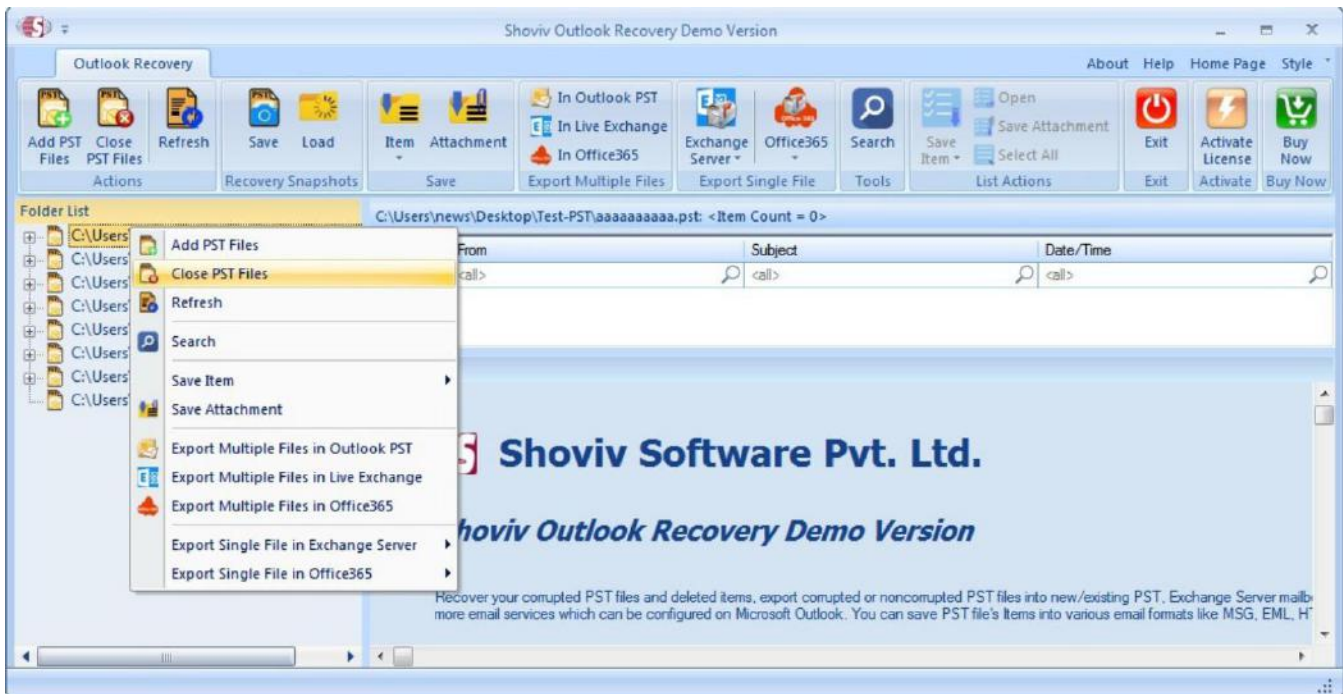 Shoviv Outlook Recovery Demo Version
Outlook Recovery
About Help Home Page Style
Add PST Files
Close PST Files
Refresh
Actions
Save
Load
Recovery Snapshots
Item
Attachment
Save
In Outlook PST
In Live Exchange
In Office365
Export Multiple Files
Exchange Server
Office365
Export Single File
Search
Tools
Save Item
Open
Save Attachment
Select All
List Actions
Exit
Exit
Activate License
Activate
Buy Now
Buy Now
Folder List
C:\Users\news\Desktop\Test-PST\aaaaaaaaaa.pst: <Item Count = 0>
C:\Users
C:\Users
C:\Users
C:\Users
C:\Users
C:\Users
C:\Users
C:\Users
Add PST Files
Close PST Files
Refresh
Search
Save Item
Save Attachment
Export Multiple Files in Outlook PST
Export Multiple Files in Live Exchange
Export Multiple Files in Office365
Export Single File in Exchange Server
Export Single File in Office365
From Subject Date/Time
<all> <all> <all>
Shoviv Software Pvt. Ltd.
hoviv Outlook Recovery Demo Version
Recover your corrupted PST files and deleted items, export corrupted or noncorrupted PST files into new/existing PST, Exchange Server mailb
more email services which can be configured on Microsoft Outlook. You can save PST file's Items into various email formats like MSG, EML, HT